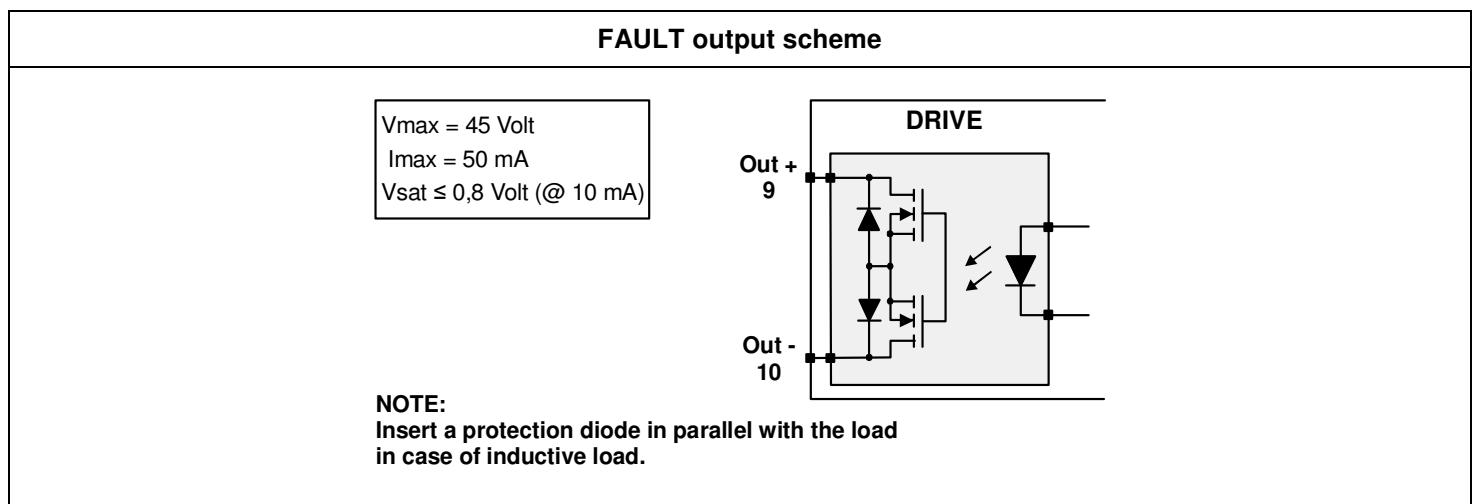 FAULT output scheme
Vmax = 45 Volt
Imax = 50 mA
Vsat ≤ 0,8 Volt (@ 10 mA)
DRIVE
Out +
9
Out -
10
NOTE:
Insert a protection diode in parallel with the load
in case of inductive load.